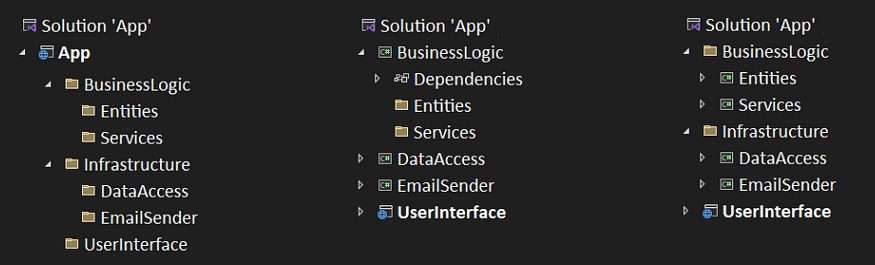 Solution 'App'
App
BusinessLogic
Entities
Services
Infrastructure
DataAccess
EmailSender
UserInterface
Solution 'App'
BusinessLogic
Dependencies
Entities
Services
DataAccess
EmailSender
UserInterface
Solution 'App'
BusinessLogic
Entities
Services
Infrastructure
DataAccess
EmailSender
UserInterface